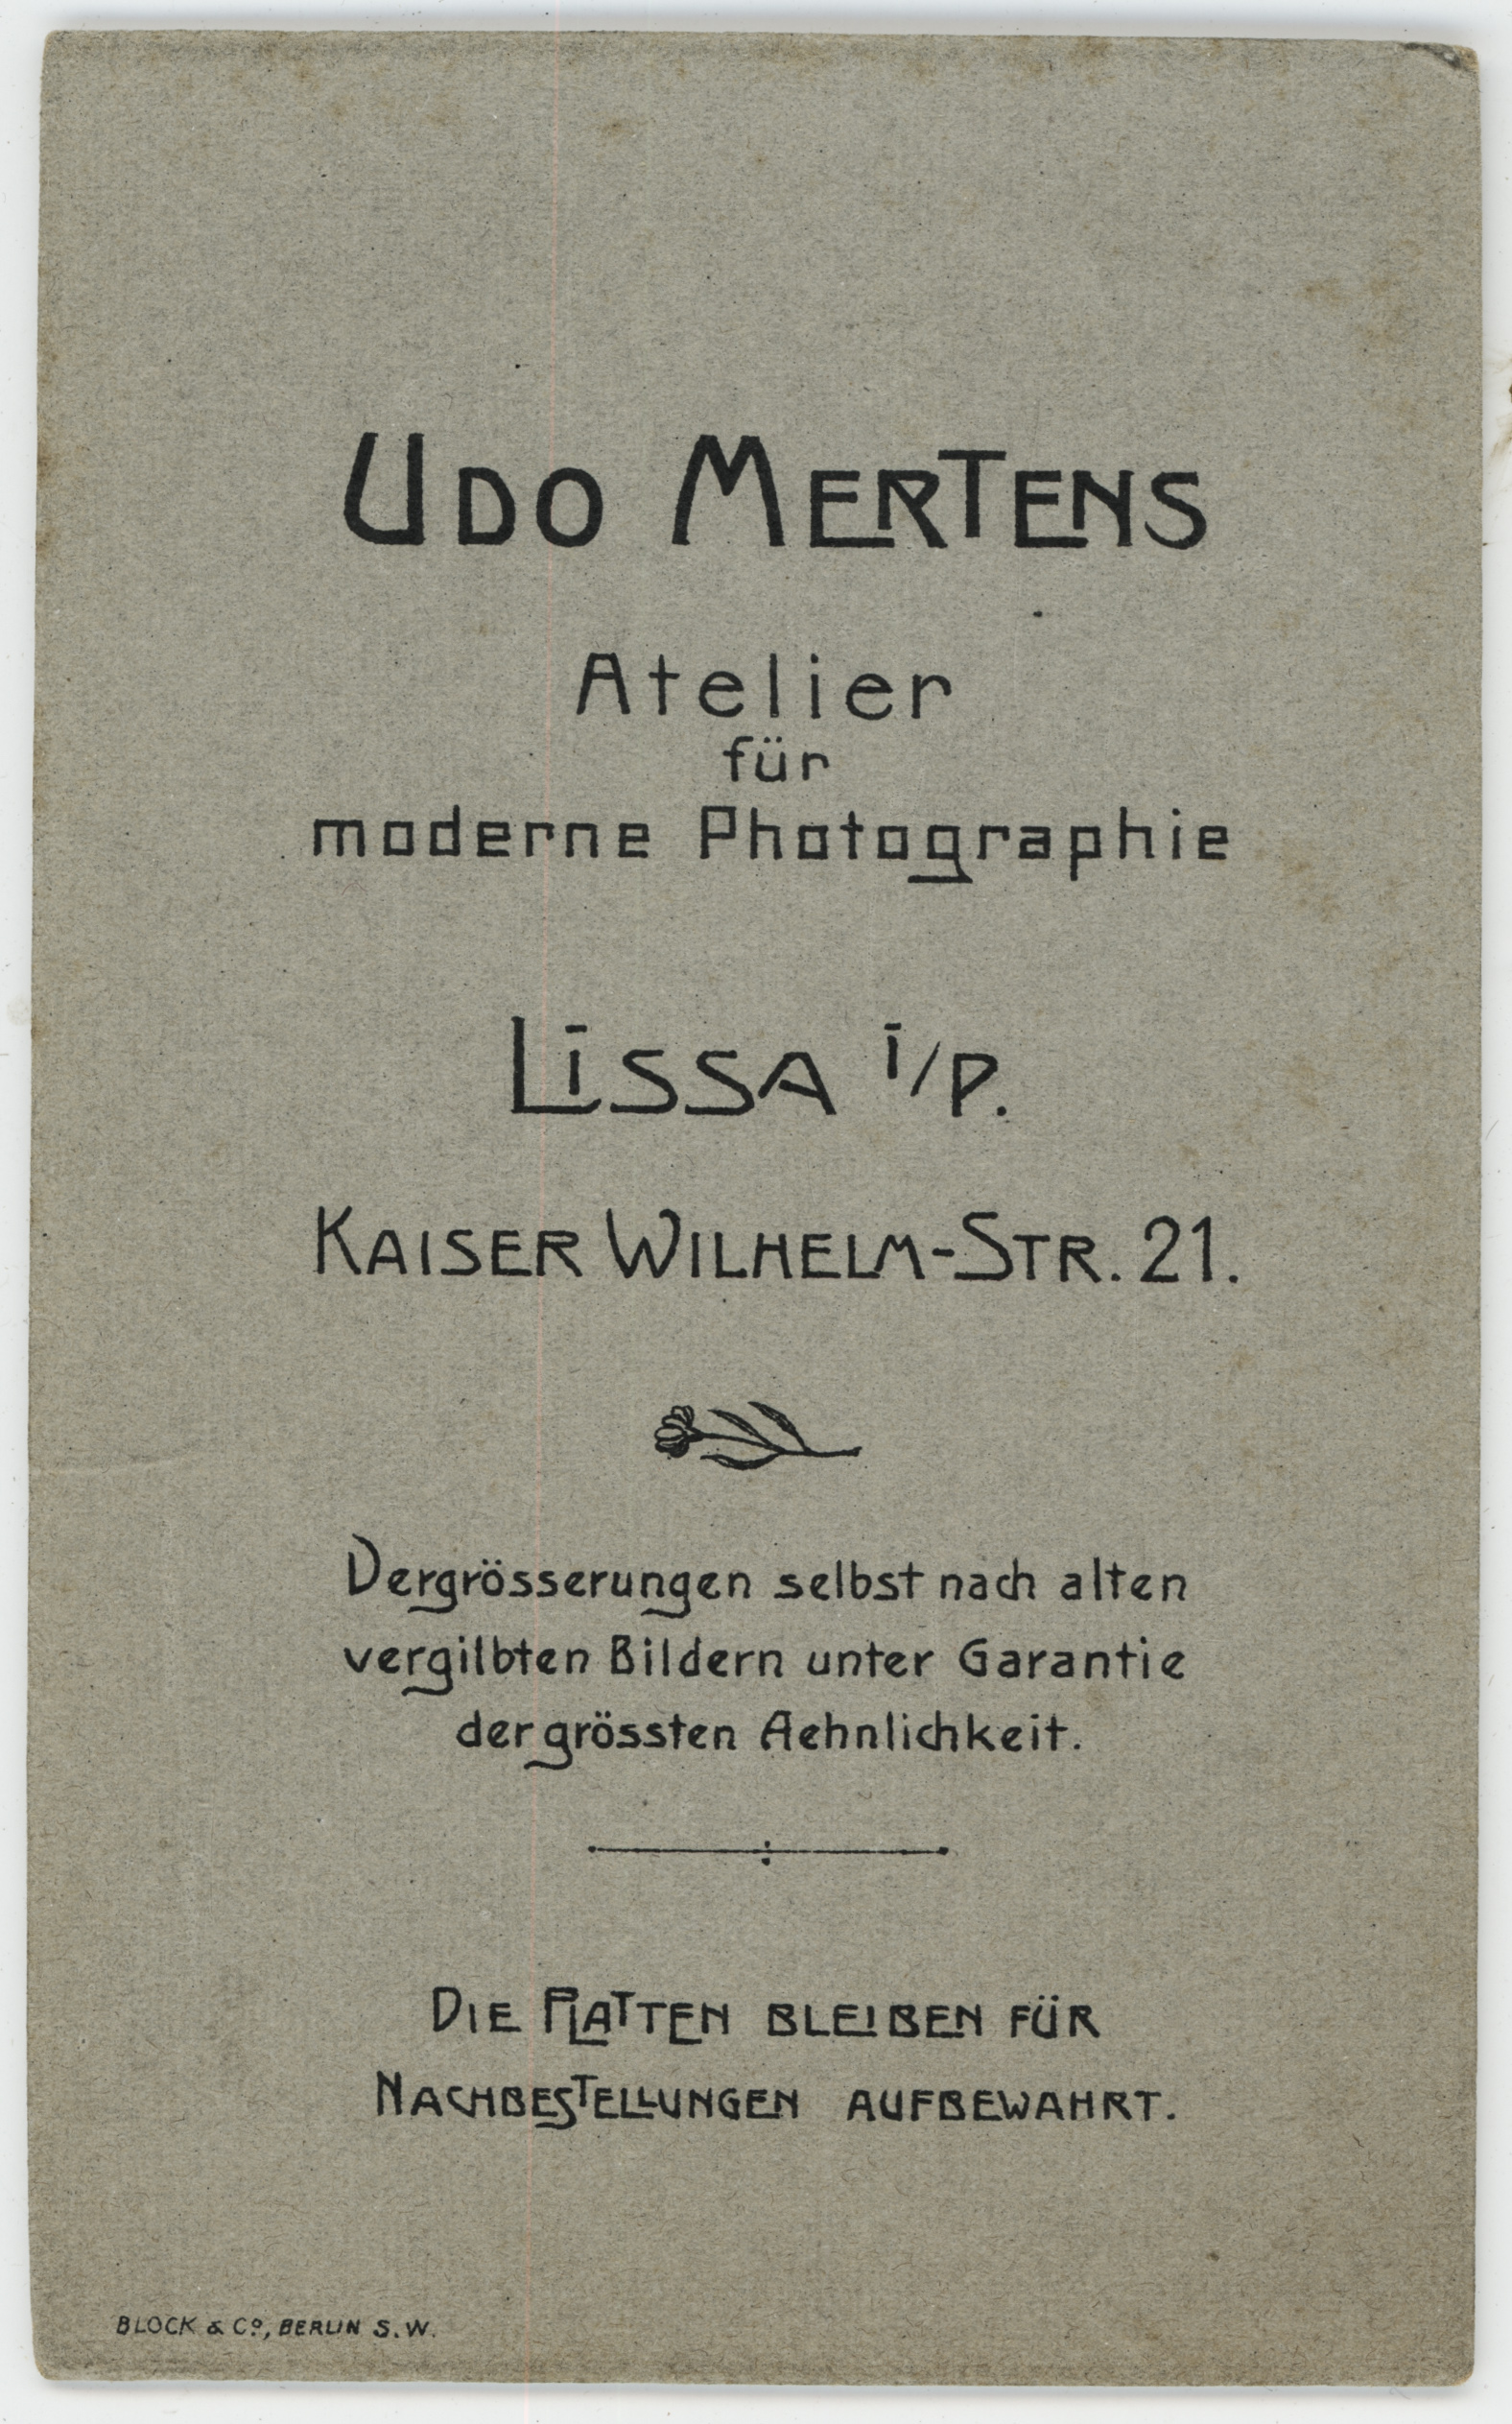 UDO MERTENS
Atelier
für
moderne Photographie
LISSA i/P.
KAISER WILHELM-STR. 21.
Vergrösserungen selbst nach alten
vergilbten Bildern unter Garantie
der grössten Aehnlichkeit.
DIE PLATTEN BLEIBEN FÜR
NACHBESTELLUNGEN AUFBEWAHRT.
BLOCK & Co, BERLIN S.W.